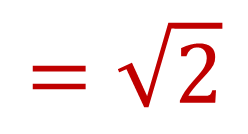 = √2